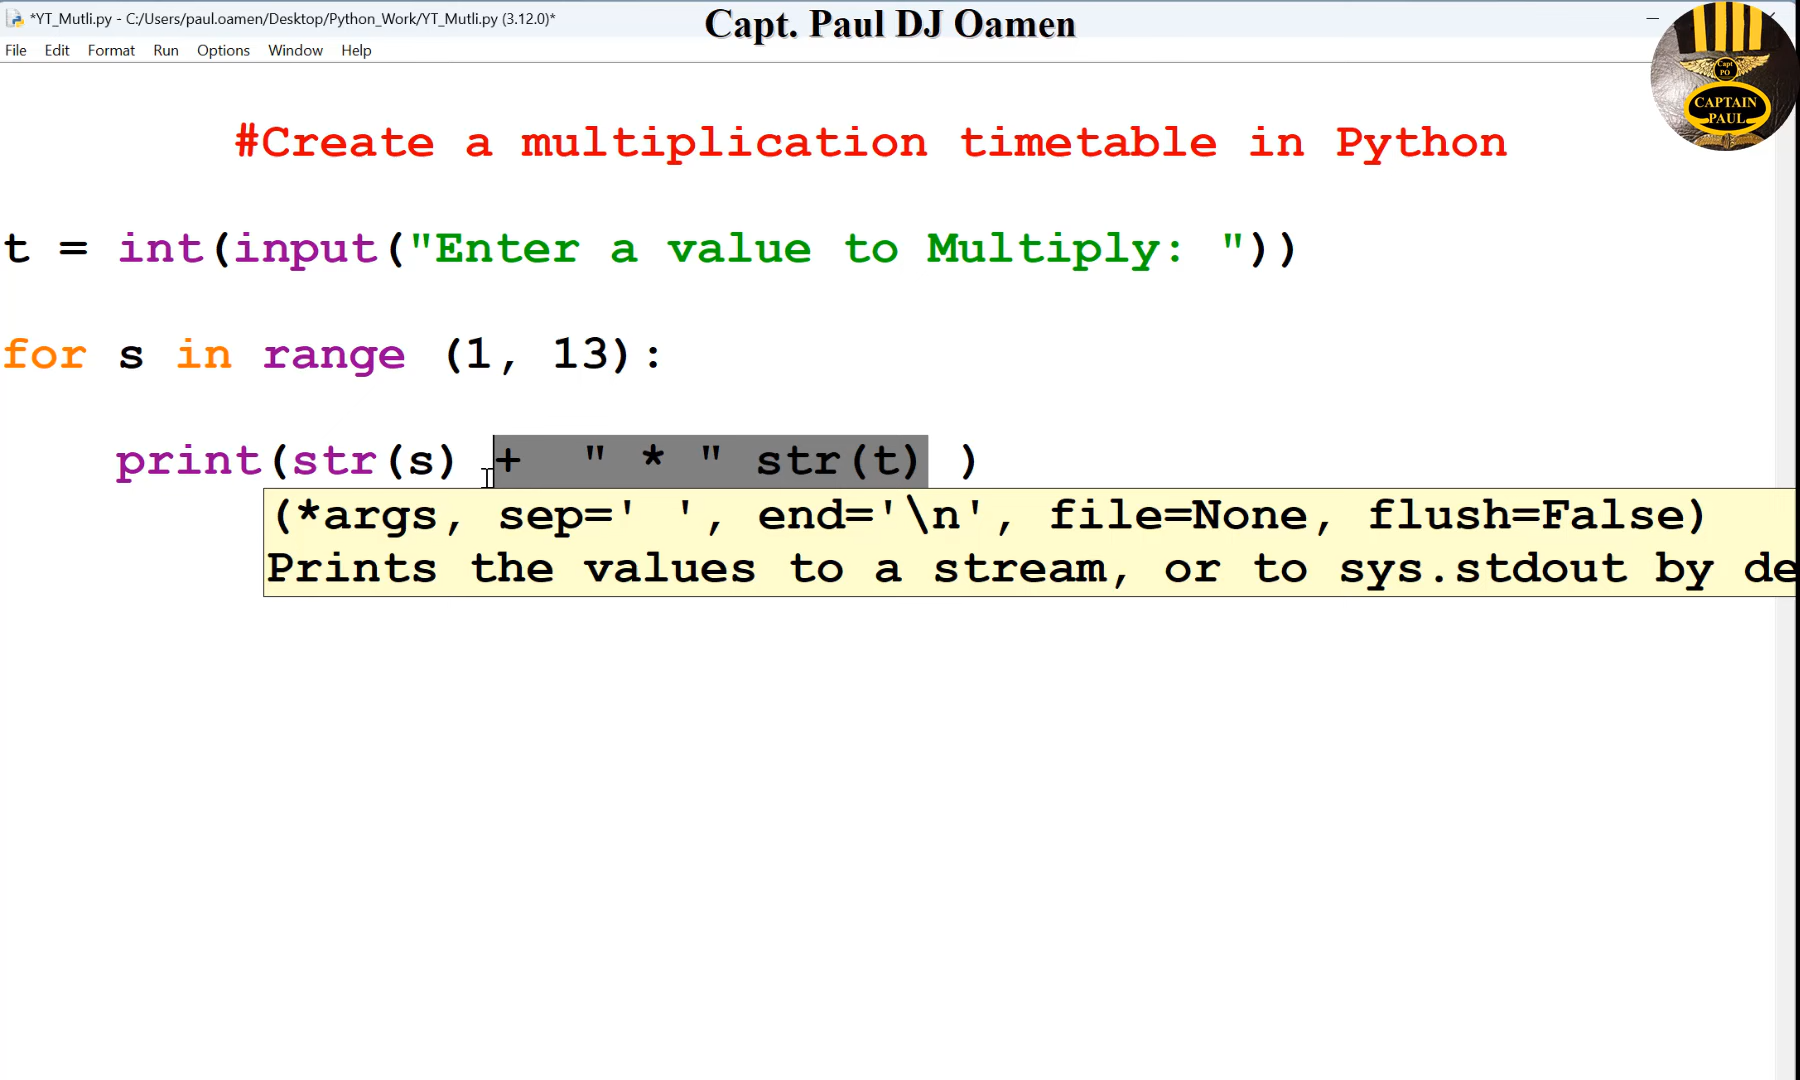 *YT_Mutli.py - C:/Users/paul.oamen/Desktop/Python_Work/YT_Mutli.py (3.12.0)*
Capt. Paul DJ Oamen
File Edit Format Run Options Window Help
Capt
PO
CAPTAIN
PAUL
#Create a multiplication timetable in Python
t = int(input("Enter a value to Multiply: "))
for s in range (1, 13):
print(str(s) + " * " str(t) )
(*args, sep=' ', end='\n', file=None, flush=False)
Prints the values to a stream, or to sys.stdout by de